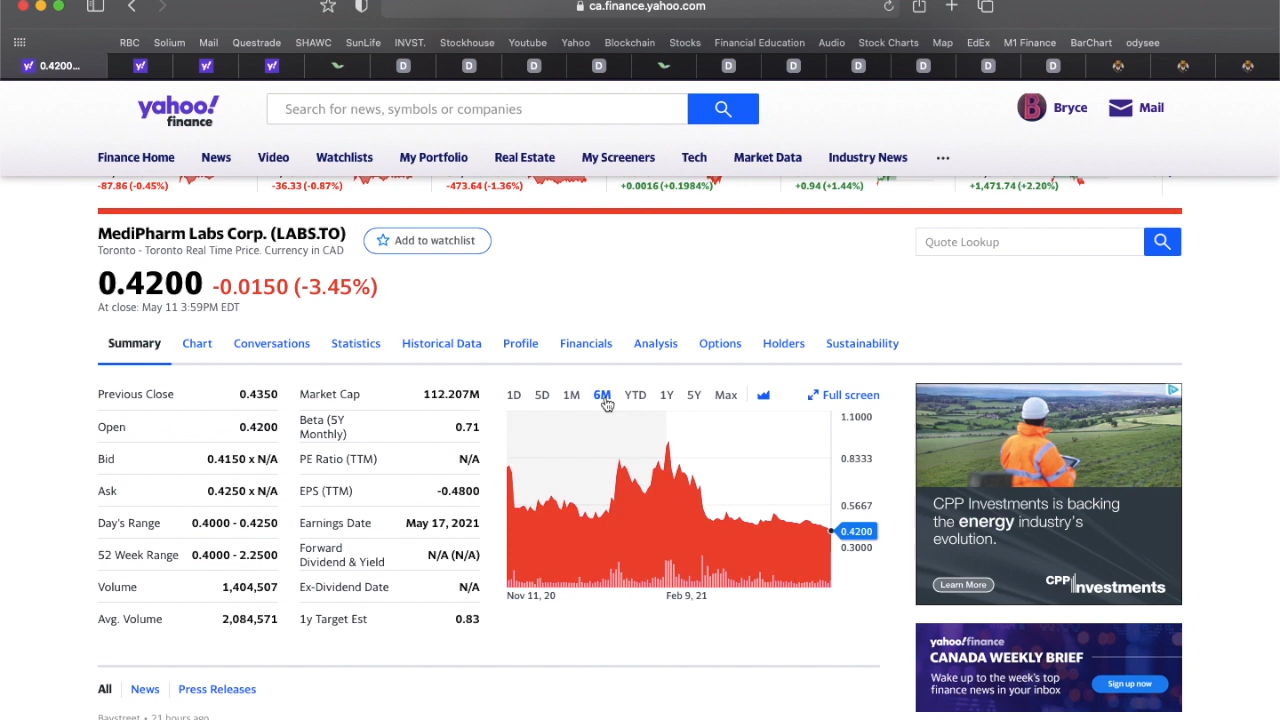 ca.finance.yahoo.com
RBC Solium Mail Questrade SHAWC SunLife INVST. Stockhouse Youtube Yahoo Blockchain Stocks Financial Education Audio Stock Charts Map EdEx M1 Finance BarChart odysee
y! 0.4200... y! y! y! D D D D D D D D D D
yahoo!
finance
Search for news, symbols or companies
B Bryce Mail
Finance Home News Video Watchlists My Portfolio Real Estate My Screeners Tech Market Data Industry News ...
-87.86 (-0.45%) -36.33 (-0.87%) -473.64 (-1.36%) +0.0016 (+0.1984%) +0.94 (+1.44%) +1,471.74 (+2.20%)
MediPharm Labs Corp. (LABS.TO)
Add to watchlist
Quote Lookup
Toronto - Toronto Real Time Price. Currency in CAD
0.4200 -0.0150 (-3.45%)
At close: May 11 3:59PM EDT
Summary Chart Conversations Statistics Historical Data Profile Financials Analysis Options Holders Sustainability
Previous Close 0.4350
Open 0.4200
Bid 0.4150 x N/A
Ask 0.4250 x N/A
Day's Range 0.4000 - 0.4250
52 Week Range 0.4000 - 2.2500
Volume 1,404,507
Avg. Volume 2,084,571
Market Cap 112.207M
Beta (5Y
Monthly) 0.71
PE Ratio (TTM) N/A
EPS (TTM) -0.4800
Earnings Date May 17, 2021
Forward
Dividend & Yield N/A (N/A)
Ex-Dividend Date N/A
1y Target Est 0.83
1D 5D 1M 6M YTD 1Y 5Y Max Full screen
1.1000
0.8333
0.5667
0.4200
0.3000
Nov 11, 20 Feb 9, 21
CPP Investments is backing
the energy industry's
evolution.
Learn More
CPP Investments
yahoo!finance
CANADA WEEKLY BRIEF
Wake up to the week's top
finance news in your inbox
Sign up now
All News Press Releases
Baystreet • 21 hours ago